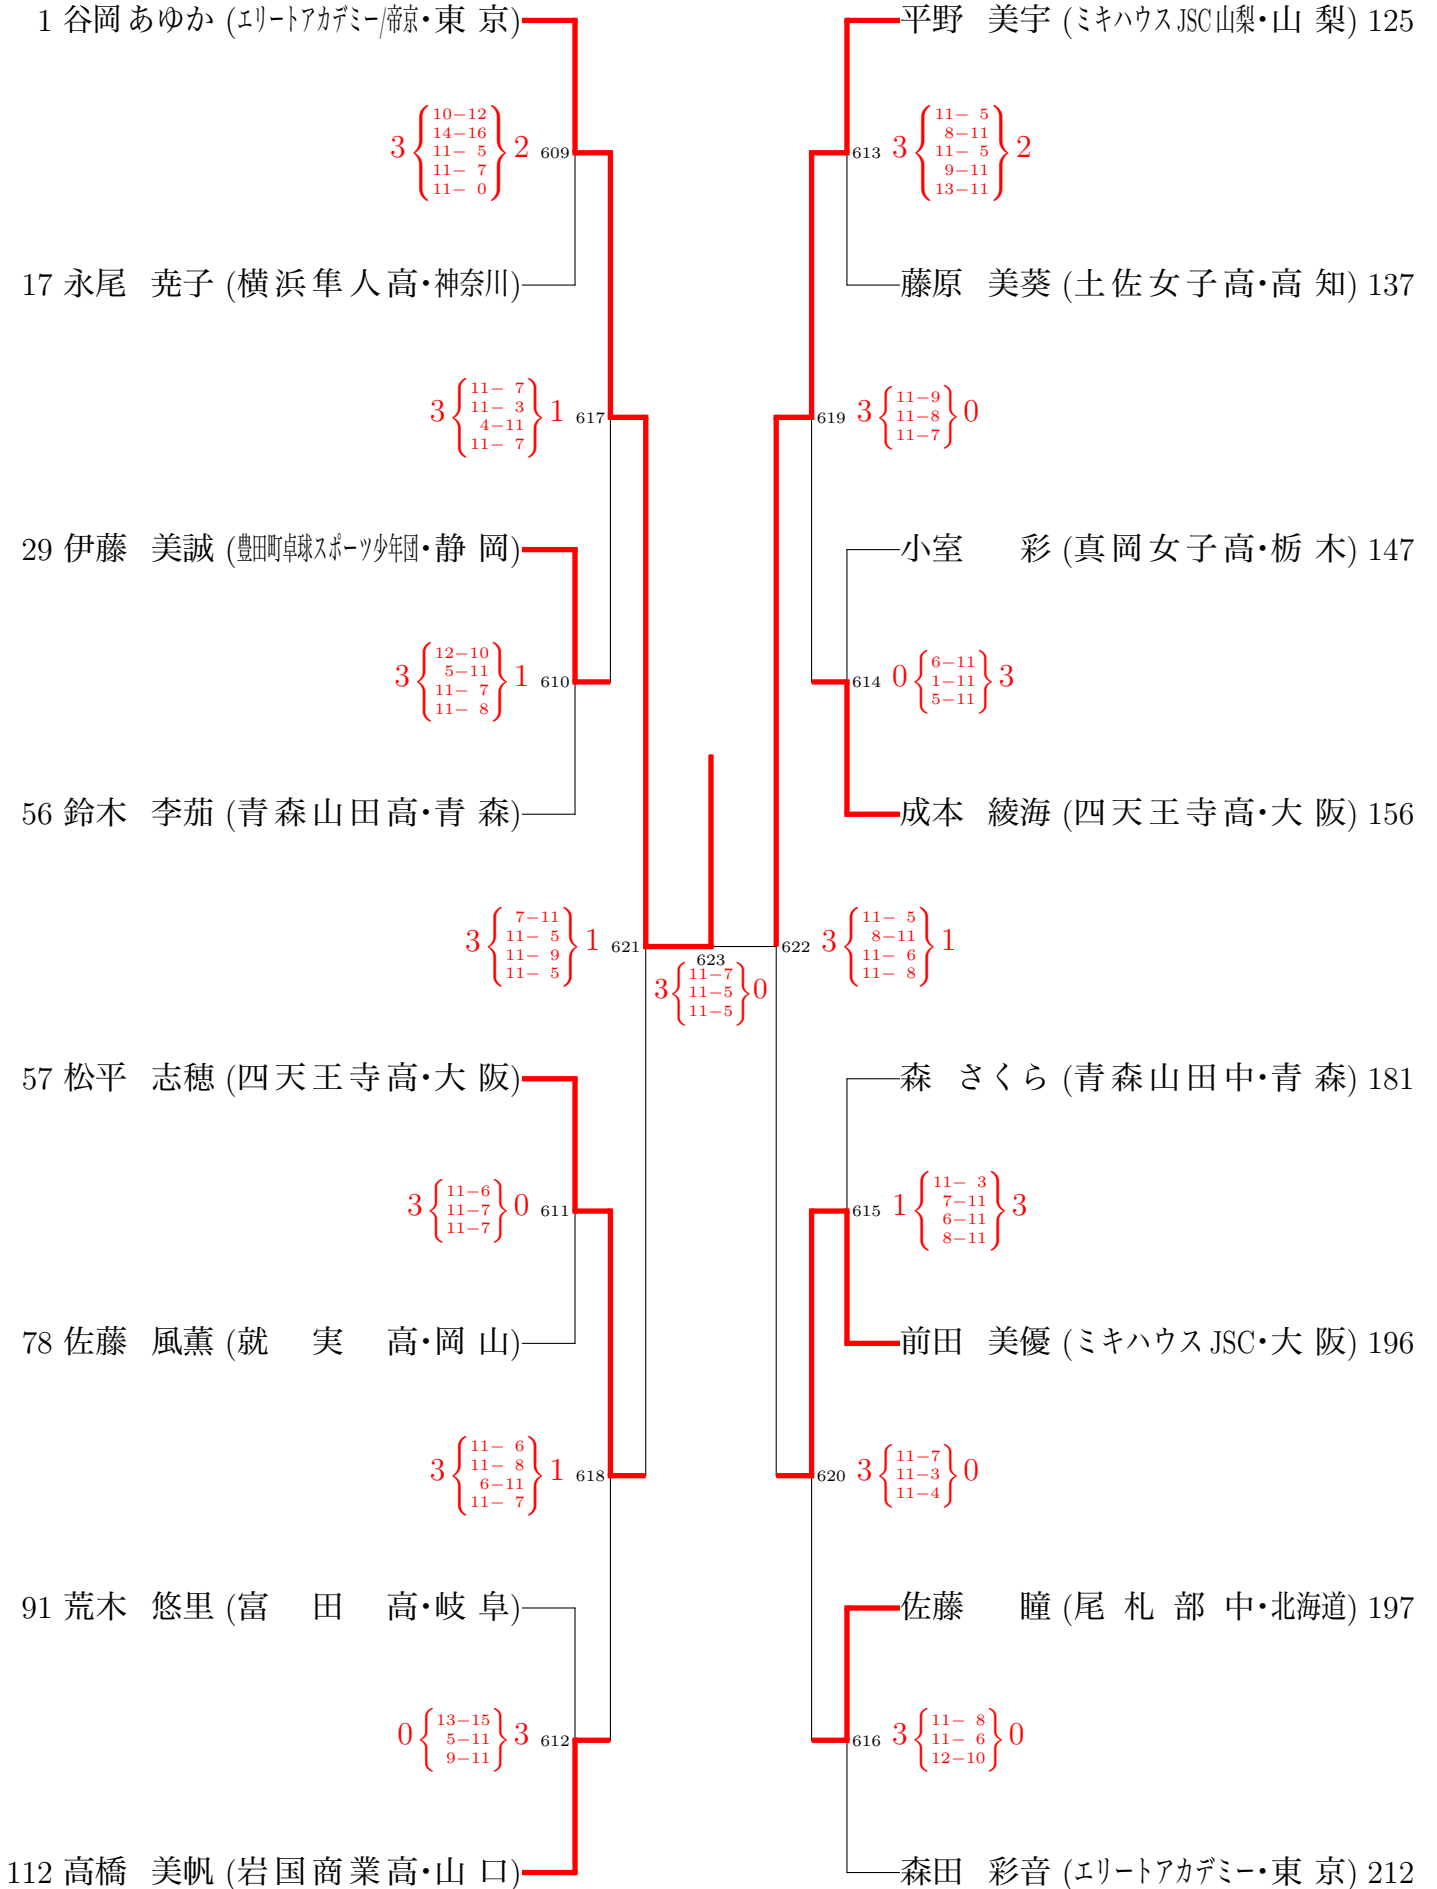 1 谷岡あゆか (エリートアカデミー/帝京・東 京)
平野 美宇 (ミキハウスJSC山梨・山 梨) 125
3 2 609
10-12
14-16
11- 5
11- 7
11- 0
613 3 2
11- 5
8-11
11- 5
9-11
13-11
17 永尾 尭子 (横浜隼人高・神奈川)
藤原 美葵 (土佐女子高・高 知) 137
3 1 617
11- 7
11- 3
4-11
11- 7
619 3 0
11-9
11-8
11-7
29 伊藤 美誠 (豊田町卓球スポーツ少年団・静 岡)
小室 彩 (真岡女子高・栃 木) 147
3 1 610
12-10
5-11
11- 7
11- 8
614 0 3
6-11
1-11
5-11
56 鈴木 李茄 (青森山田高・青 森)
成本 綾海 (四天王寺高・大 阪) 156
3 1 621
7-11
11- 5
11- 9
11- 5
623
3 0
11-7
11-5
11-5
622 3 1
11- 5
8-11
11- 6
11- 8
57 松平 志穂 (四天王寺高・大 阪)
森 さくら (青森山田中・青 森) 181
3 0 611
11-6
11-7
11-7
615 1 3
11- 3
7-11
6-11
8-11
78 佐藤 風薫 (就 実 高・岡 山)
前田 美優 (ミキハウスJSC・大 阪) 196
3 1 618
11- 6
11- 8
6-11
11- 7
620 3 0
11-7
11-3
11-4
91 荒木 悠里 (富 田 高・岐 阜)
佐藤 瞳 (尾 札 部 中・北海道) 197
0 3 612
13-15
5-11
9-11
616 3 0
11- 8
11- 6
12-10
112 高橋 美帆 (岩国商業高・山 口)
森田 彩音 (エリートアカデミー・東 京) 212